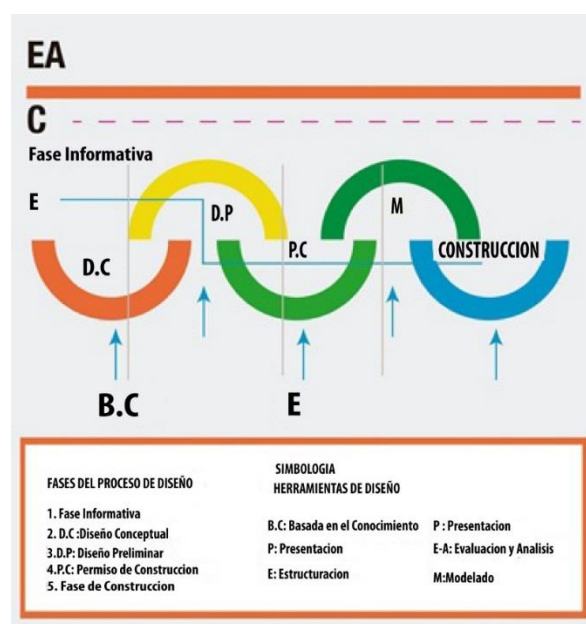 EA
C
Fase Informativa
E
D.P
M
D.C
P.C
CONSTRUCCION
B.C
E
FASES DEL PROCESO DE DISEÑO
1. Fase Informativa
2. D.C :Diseño Conceptual
3.D.P: Diseño Preliminar
4.P.C: Permiso de Construccion
5. Fase de Construccion
SIMBOLOGIA
HERRAMIENTAS DE DISEÑO
B.C: Basada en el Conocimiento
P: Presentacion
E: Estructuracion
P : Presentacion
E-A: Evaluacion y Analisis
M:Modelado